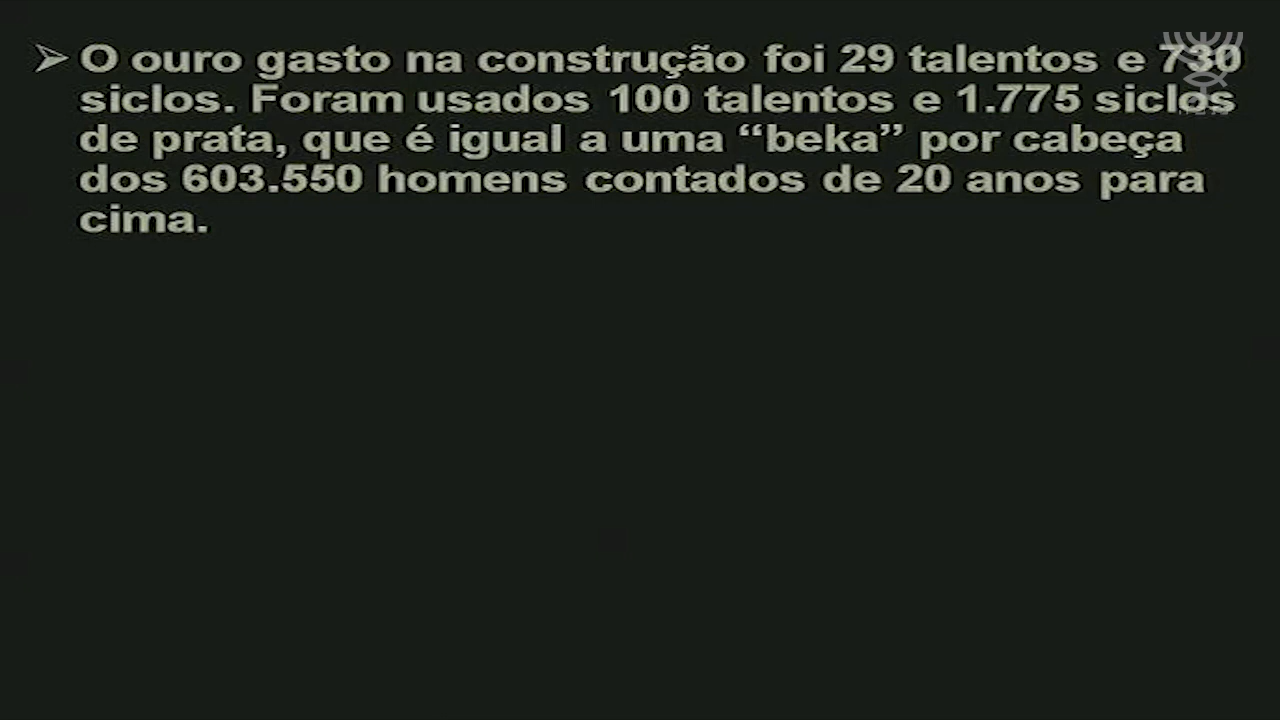 ➢ O ouro gasto na construção foi 29 talentos e 730
siclos. Foram usados 100 talentos e 1.775 siclos
de prata, que é igual a uma “beka” por cabeça
dos 603.550 homens contados de 20 anos para
cima.